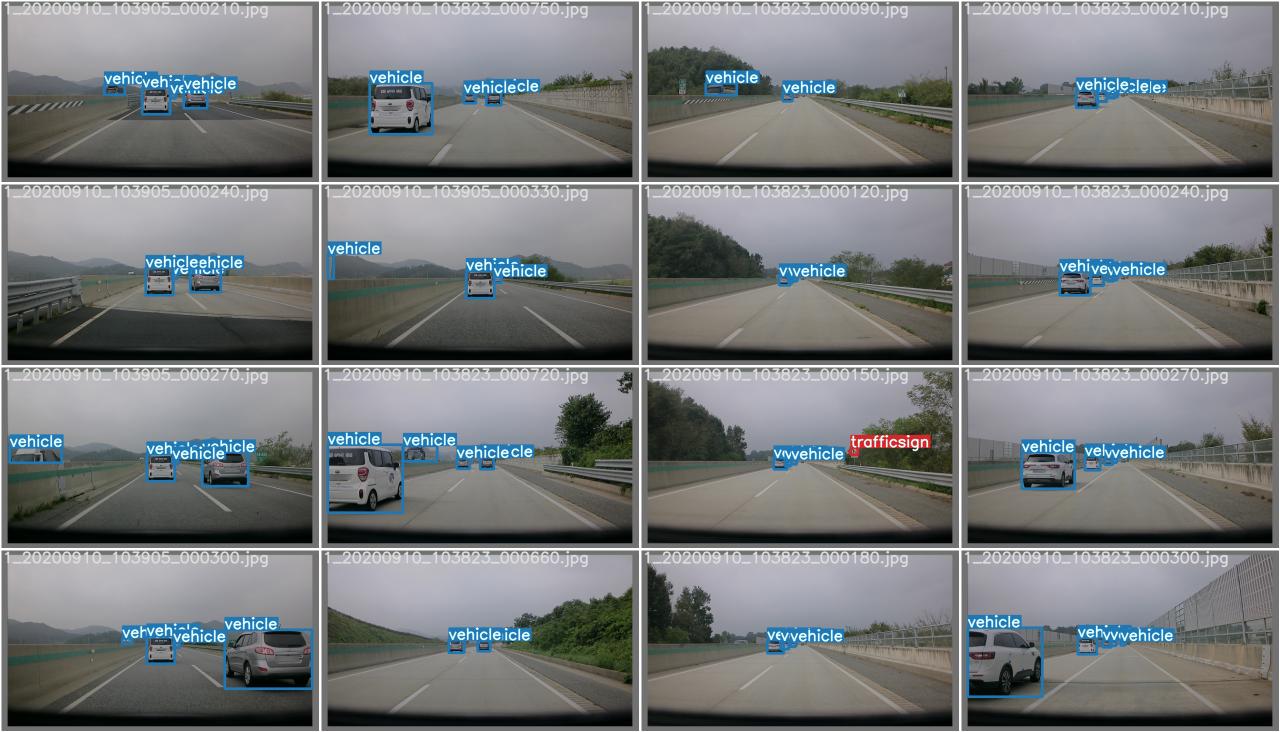 1_20200910_103905_000210.jpg
vehicle
vehicle
1_20200910_103823_000750.jpg
vehicle
vehicle
1_20200910_103823_000090.jpg
vehicle
vehicle
1_20200910_103823_000210.jpg
vehicle
1_20200910_103905_000240.jpg
vehicle
1_20200910_103905_000330.jpg
vehicle
vehicle
1_20200910_103823_000120.jpg
vehicle
1_20200910_103823_000240.jpg
vehicle
1_20200910_103905_000270.jpg
vehicle
vehicle
vehicle
1_20200910_103823_000720.jpg
vehicle
vehicle
vehicle
1_20200910_103823_000150.jpg
vehicle
trafficsign
1_20200910_103823_000270.jpg
vehicle
vehicle
1_20200910_103905_000300.jpg
vehicle
vehicle
vehicle
1_20200910_103823_000660.jpg
vehicle
1_20200910_103823_000180.jpg
vehicle
1_20200910_103823_000300.jpg
vehicle
vehicle